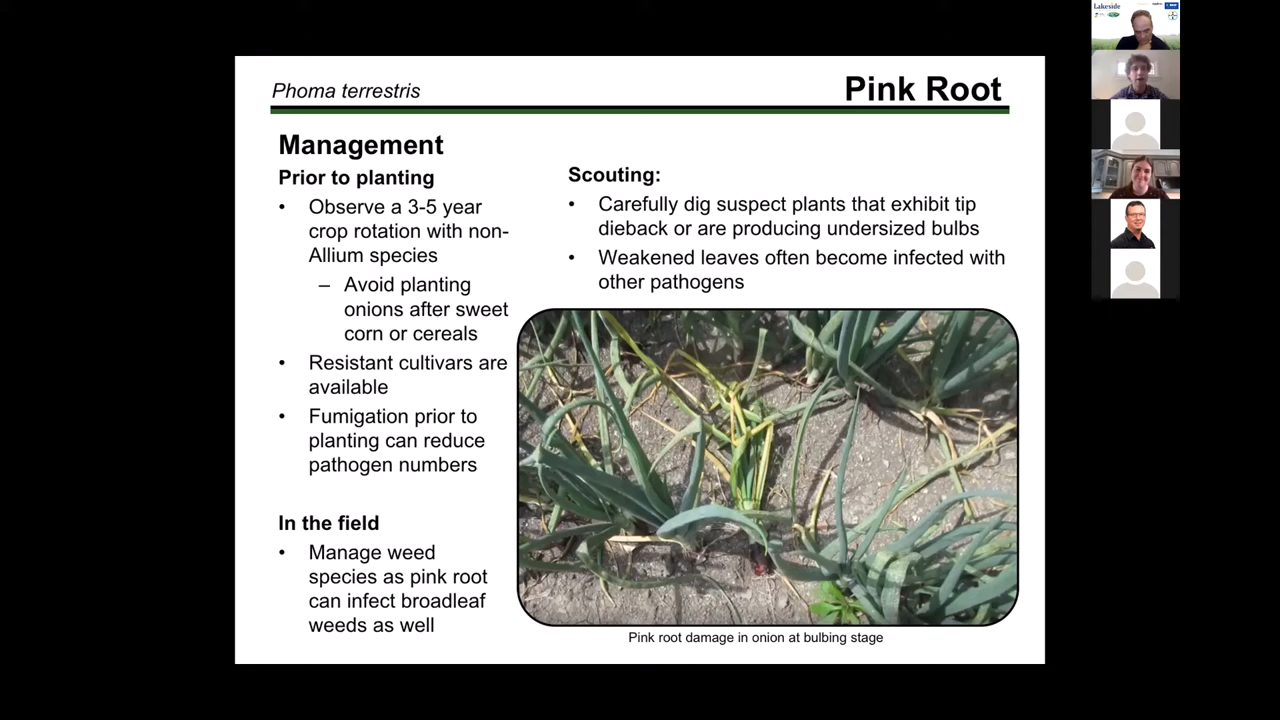 Phoma terrestris
Pink Root
Management
Prior to planting
• Observe a 3-5 year
crop rotation with non-
Allium species
– Avoid planting
onions after sweet
corn or cereals
• Resistant cultivars are
available
• Fumigation prior to
planting can reduce
pathogen numbers
In the field
• Manage weed
species as pink root
can infect broadleaf
weeds as well
Scouting:
• Carefully dig suspect plants that exhibit tip
dieback or are producing undersized bulbs
• Weakened leaves often become infected with
other pathogens
Pink root damage in onion at bulbing stage
Lakeside